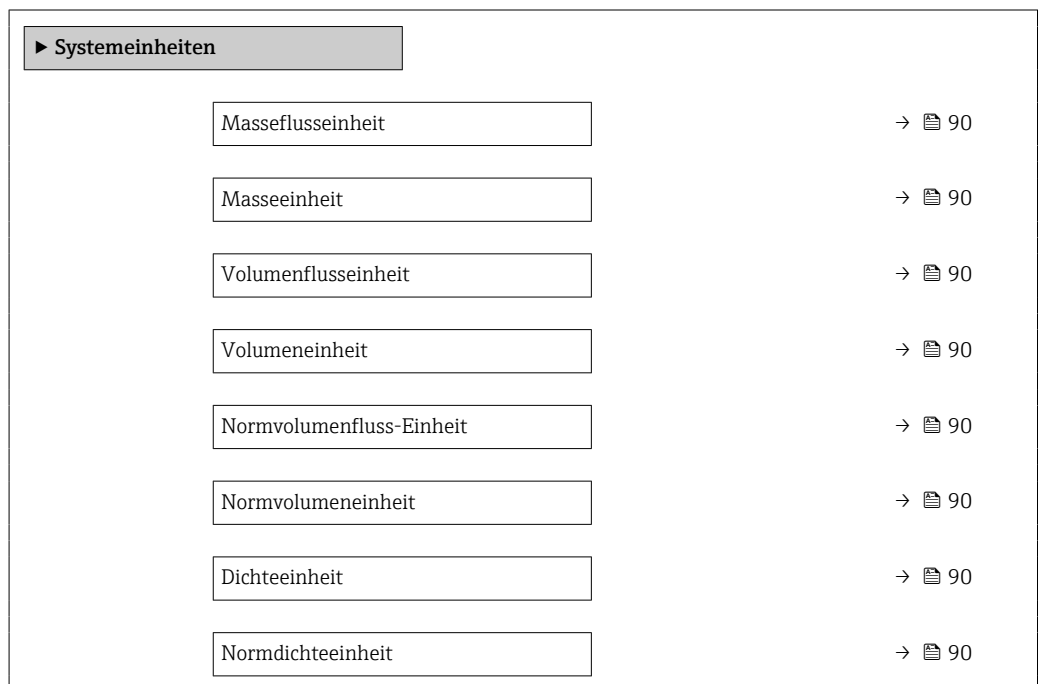 ▶ Systemeinheiten
Masseflusseinheit → 90
Masseeinheit → 90
Volumenflusseinheit → 90
Volumeneinheit → 90
Normvolumenfluss-Einheit → 90
Normvolumeneinheit → 90
Dichteeinheit → 90
Normdichteeinheit → 90